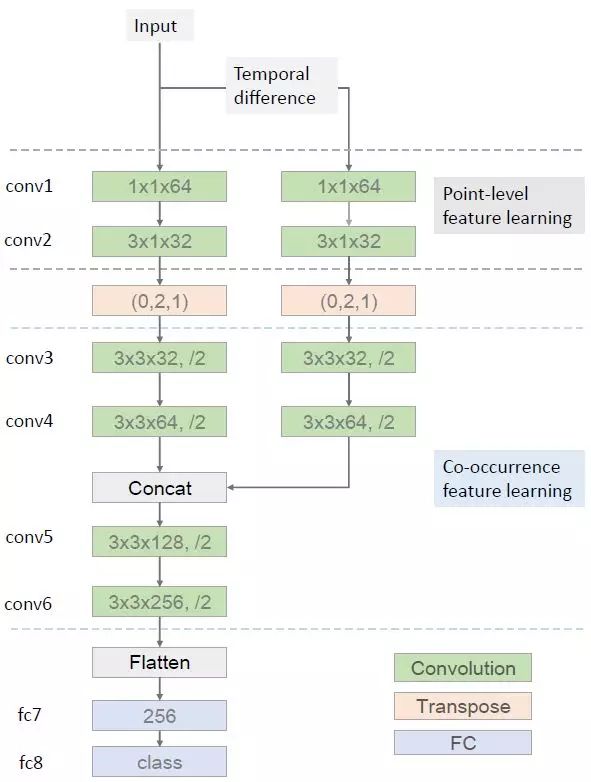 Input
Temporal
difference
conv1
1x1x64
1x1x64
Point-level
feature learning
conv2
3x1x32
3x1x32
(0,2,1)
(0,2,1)
conv3
3x3x32, /2
3x3x32, /2
conv4
3x3x64, /2
3x3x64, /2
Concat
Co-occurrence
feature learning
conv5
3x3x128, /2
conv6
3x3x256, /2
Flatten
Convolution
fc7
256
Transpose
FC
fc8
class